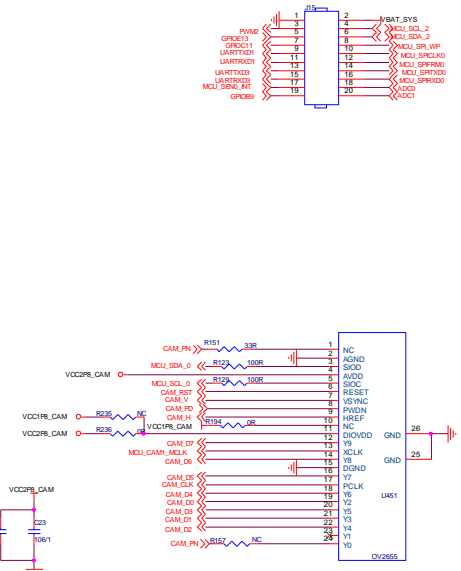 J15
1 2 VBAT_SYS
PWM2 3 4 MCU_SCL_2
GPIOE13 5 6 MCU_SDA_2
GPIOC11 7 8 MCU_SPI_WP
UARTTXD1 9 10 MCU_SPICLK0
UARTRXD1 11 12 MCU_SPIFRM0
UARTTXD3 13 14 MCU_SPITXD0
UARTRXD3 15 16 MCU_SPIRXD0
MCU_SEN0_INT 17 18 ADC0
GPIOB9 19 20 ADC1
CAM_PN R151 33R 1 NC
2 AGND
MCU_SDA_0 R123 100R 3 SIOD
VCC2P8_CAM 4 AVDD
MCU_SCL_0 R129 100R 5 SIOC
CAM_RST 6 RESET
CAM_V 7 VSYNC
CAM_PD 8 PWDN
CAM_H 9 HREF
VCC1P8_CAM R235 NC
R194 0R 10 NC
VCC1P8_CAM 11 DIOVDD GND 26
VCC2P8_CAM R236 0R
CAM_D7 12 Y9
MCU_CAM1_MCLK 13 XCLK
CAM_D6 14 Y8 GND 25
15 DGND
CAM_D5 16 Y7
CAM_CLK 17 PCLK
CAM_D4 18 Y6
CAM_D0 19 Y2 U451
CAM_D3 20 Y5
CAM_D1 21 Y3
CAM_D2 22 Y4
23 Y1
CAM_PN R157 NC 24 Y0
OV2655
VCC2P8_CAM
C23
106/1